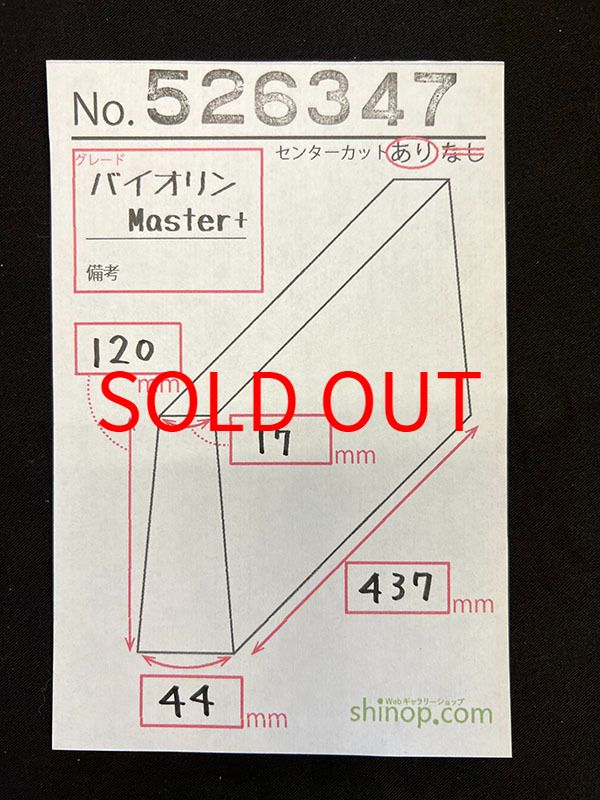 No. 526347
センターカット あり なし
グレード
バイオリン
Master+
備考
120
mm
SOLD OUT
17
mm
437
mm
44
mm
Webギャラリーショップ
shinop.com